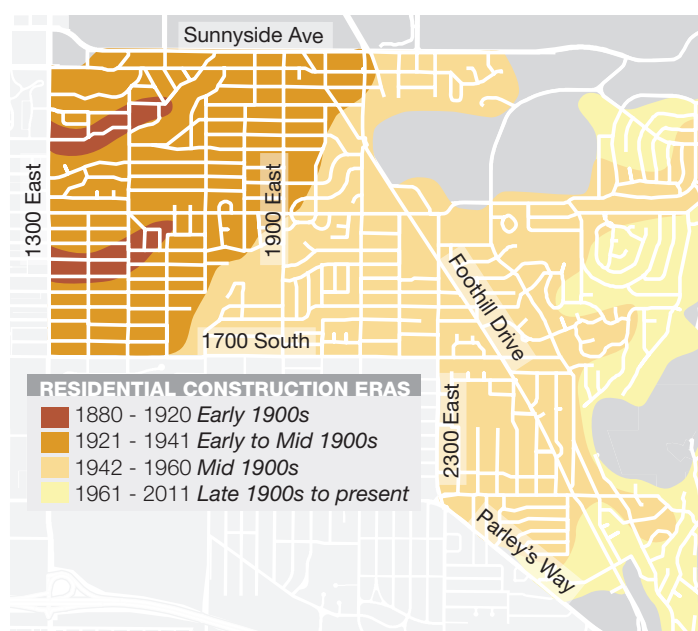 Sunnyside Ave
1300 East
1900 East
Foothill Drive
1700 South
2300 East
Parley's Way
RESIDENTIAL CONSTRUCTION ERAS
1880 - 1920 Early 1900s
1921 - 1941 Early to Mid 1900s
1942 - 1960 Mid 1900s
1961 - 2011 Late 1900s to present